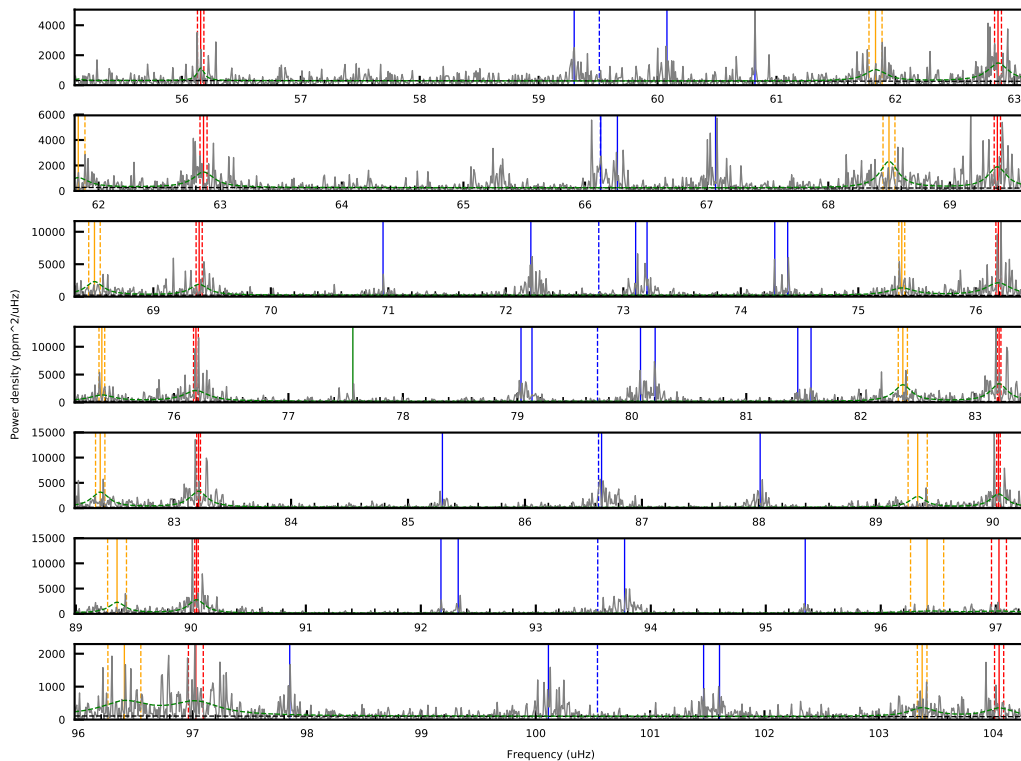 4000
2000
0
56 57 58 59 60 61 62 63
6000
4000
2000
0
62 63 64 65 66 67 68 69
10000
5000
0
69 70 71 72 73 74 75 76
10000
5000
0
76 77 78 79 80 81 82 83
Power density (ppm^2/uHz)
15000
10000
5000
0
83 84 85 86 87 88 89 90
15000
10000
5000
0
89 90 91 92 93 94 95 96 97
2000
1000
0
96 97 98 99 100 101 102 103 104
Frequency (uHz)